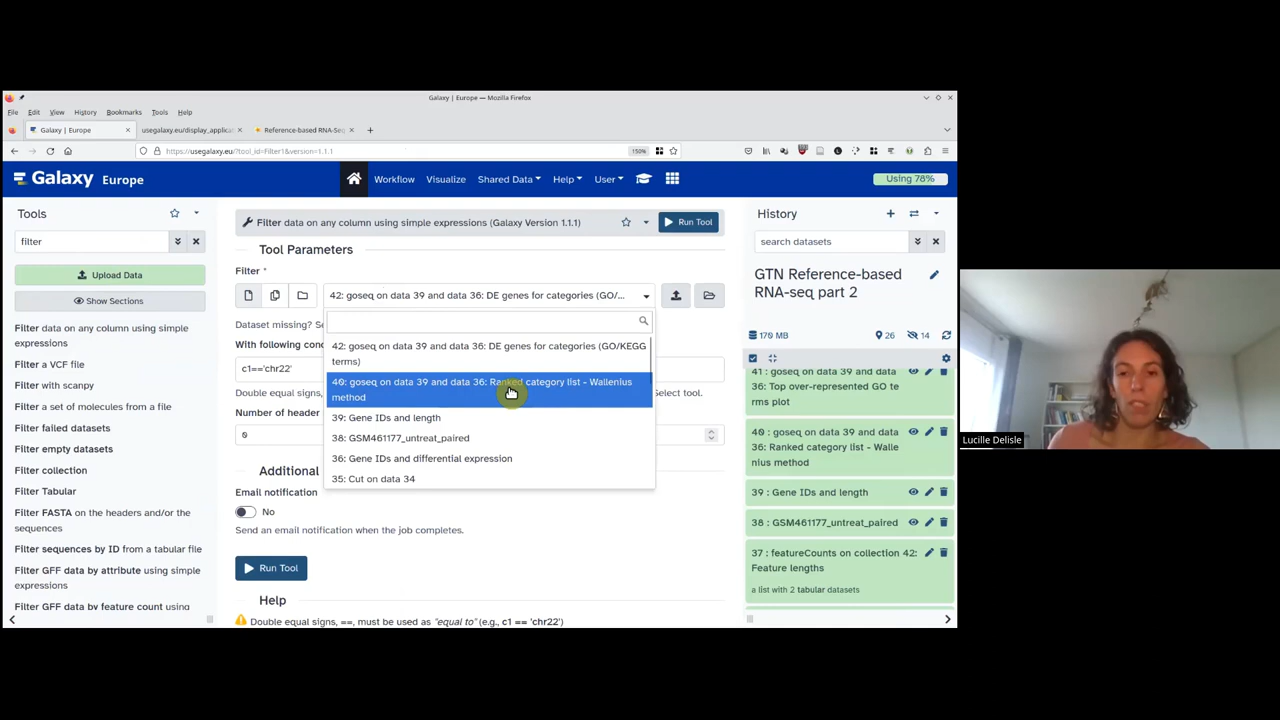 Galaxy | Europe — Mozilla Firefox
File Edit View History Bookmarks Tools Help
Galaxy | Europe × usegalaxy.eu/display_applica × Reference-based RNA-Seq × +
https://usegalaxy.eu/?tool_id=Filter1&version=1.1.1 150%
Galaxy Europe Workflow Visualize Shared Data Help User Using 78%
Tools
filter
Upload Data
Show Sections
Filter data on any column using simple
expressions
Filter a VCF file
Filter with scanpy
Filter a set of molecules from a file
Filter failed datasets
Filter empty datasets
Filter collection
Filter Tabular
Filter FASTA on the headers and/or the
sequences
Filter sequences by ID from a tabular file
Filter GFF data by attribute using simple
expressions
Filter GFF data by feature count using
Filter data on any column using simple expressions (Galaxy Version 1.1.1) Run Tool
Tool Parameters
Filter *
42: goseq on data 39 and data 36: DE genes for categories (GO/...
Dataset missing? Se
With following con
c1=='chr22'
Double equal signs, Select tool.
Number of header
0
42: goseq on data 39 and data 36: DE genes for categories (GO/KEGG
terms)
40: goseq on data 39 and data 36: Ranked category list - Wallenius
method
39: Gene IDs and length
38: GSM461177_untreat_paired
36: Gene IDs and differential expression
35: Cut on data 34
Additional
Email notification
No
Send an email notification when the job completes.
Run Tool
Help
Double equal signs, ==, must be used as "equal to" (e.g., c1 == 'chr22')
History
search datasets
GTN Reference-based
RNA-seq part 2
170 MB 26 14
41 : goseq on data 39 and data
36: Top over-represented GO te
rms plot
40 : goseq on data 39 and data
36: Ranked category list - Walle
nius method
39 : Gene IDs and length
38 : GSM461177_untreat_paired
37 : featureCounts on collection 42:
Feature lengths
a list with 2 tabular datasets
Lucille Delisle